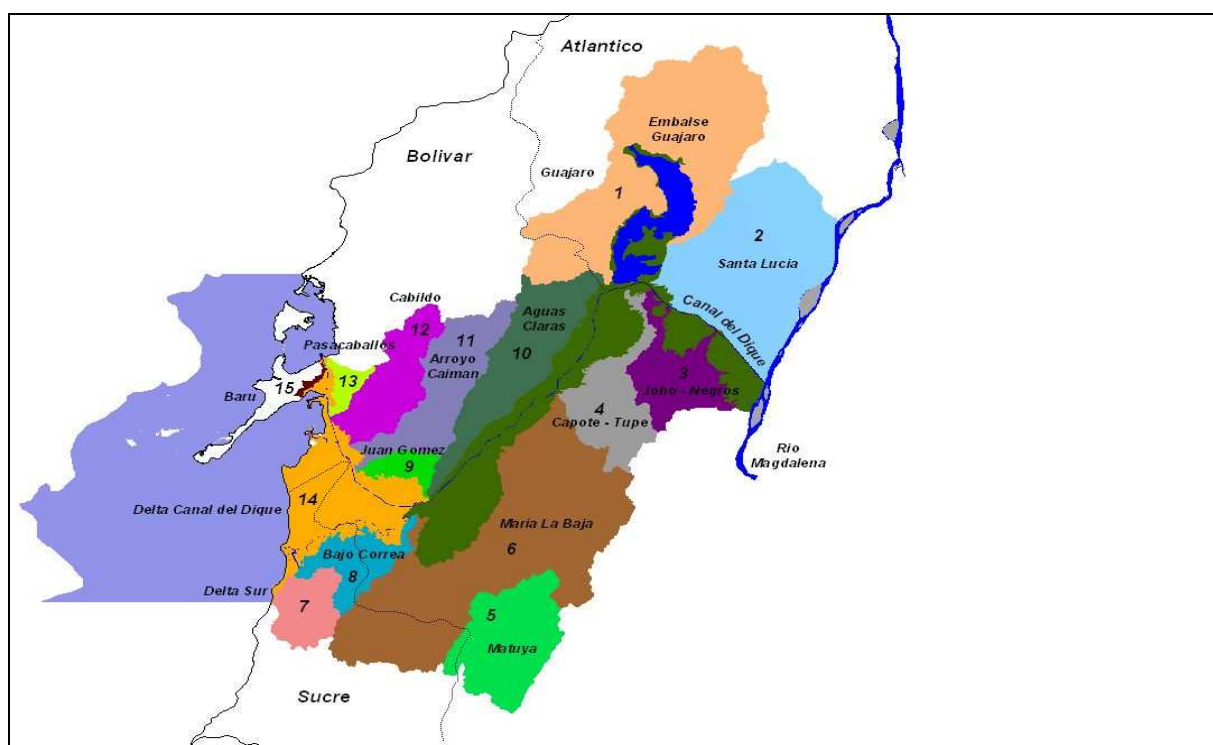 Atlantico
Embalse
Guajaro
Bolivar
Guajaro
1
2
Santa Lucia
Canal del Dique
Cabildo
12
Aguas
Claras
10
Pasacaballos
11
Arroyo
Caiman
13
15
Baru
3
Jobo - Negros
4
Capote - Tupe
Juan Gomez
9
Rio
Magdalena
14
Delta Canal del Dique
Maria La Baja
6
Bajo Correa
8
Delta Sur
7
5
Matuya
Sucre